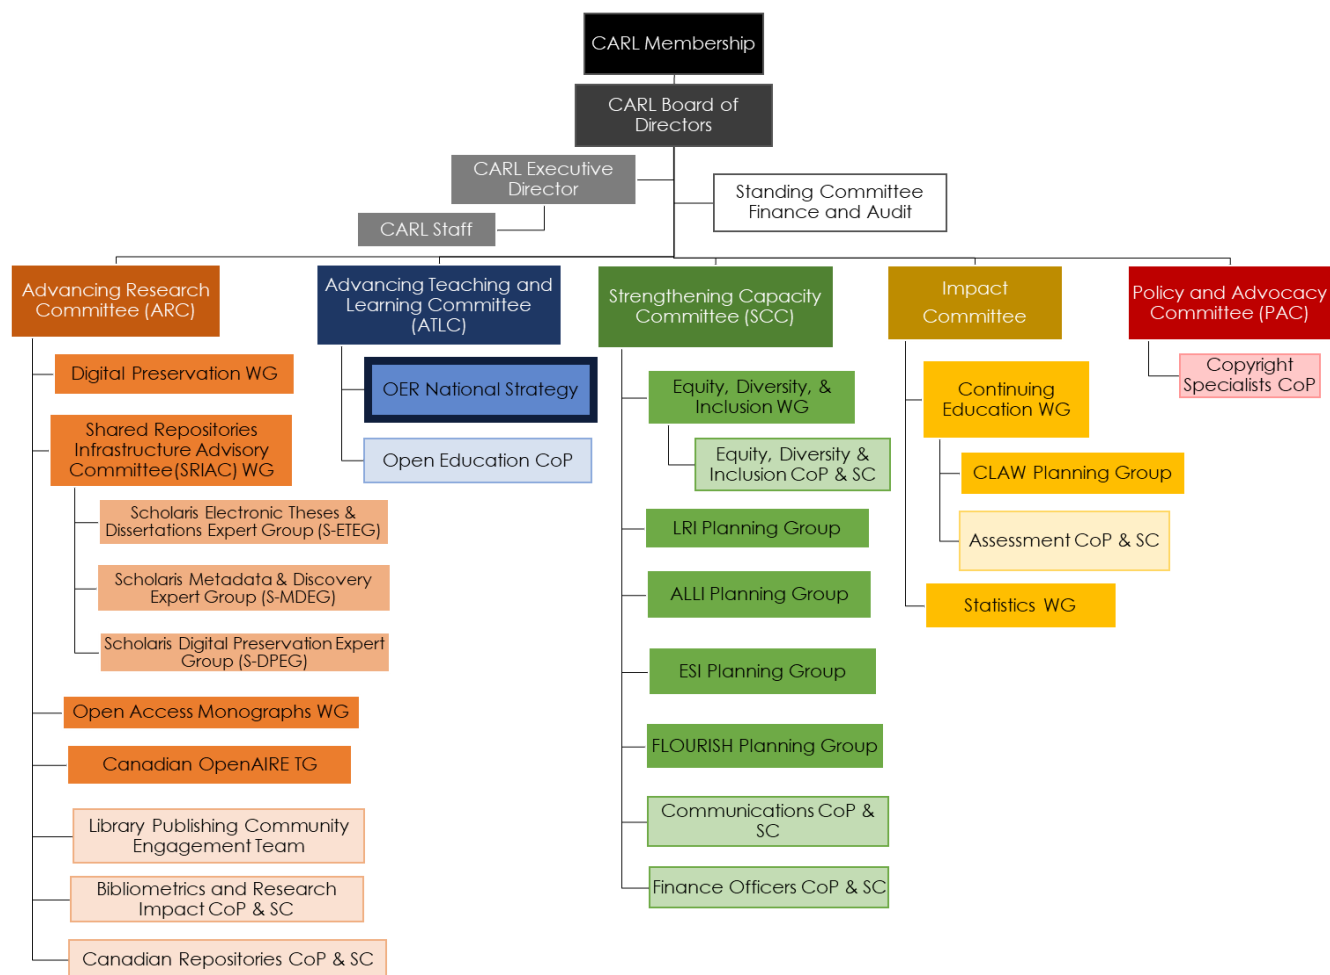 CARL Membership
CARL Board of
Directors
CARL Executive
Director
Standing Committee
Finance and Audit
CARL Staff
Advancing Research
Committee (ARC)
Digital Preservation WG
Shared Repositories
Infrastructure Advisory
Committee(SRIAC) WG
Scholaris Electronic Theses &
Dissertations Expert Group (S-ETEG)
Scholaris Metadata & Discovery
Expert Group (S-MDEG)
Scholaris Digital Preservation Expert
Group (S-DPEG)
Open Access Monographs WG
Canadian OpenAIRE TG
Library Publishing Community
Engagement Team
Bibliometrics and Research
Impact CoP & SC
Canadian Repositories CoP & SC
Advancing Teaching and
Learning Committee
(ATLC)
OER National Strategy
Open Education CoP
Strengthening Capacity
Committee (SCC)
Equity, Diversity, &
Inclusion WG
Equity, Diversity &
Inclusion CoP & SC
LRI Planning Group
ALLI Planning Group
ESI Planning Group
FLOURISH Planning Group
Communications CoP &
SC
Finance Officers CoP & SC
Impact
Committee
Continuing
Education WG
CLAW Planning Group
Assessment CoP & SC
Statistics WG
Policy and Advocacy
Committee (PAC)
Copyright
Specialists CoP